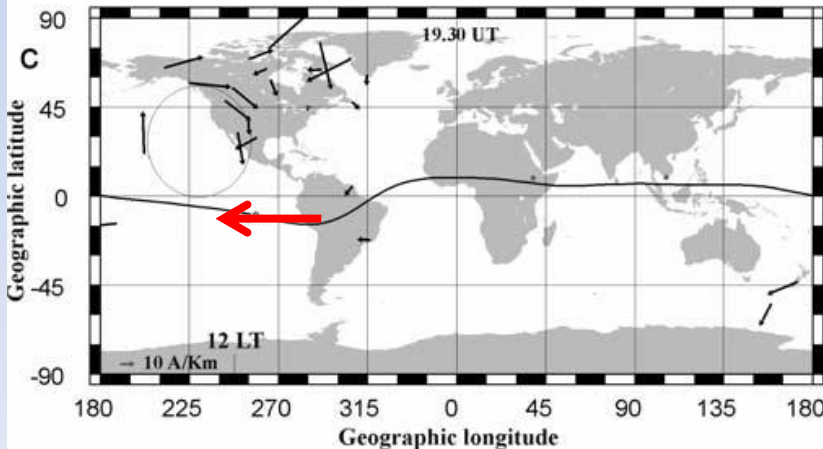 90
C
19.30 UT
45
Geographic latitude
0
-45
12 LT
10 A/Km
-90
180 225 270 315 0 45 90 135 180
Geographic longitude